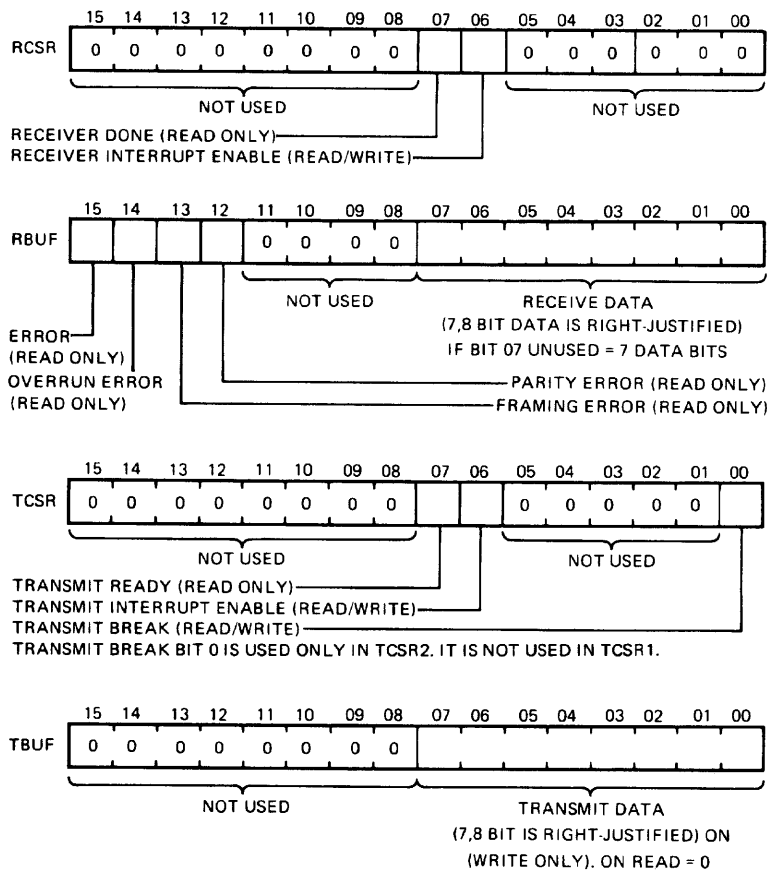 15 14 13 12 11 10 09 08 07 06 05 04 03 02 01 00
RCSR 0 0 0 0 0 0 0 0 0 0 0 0 0 0
NOT USED NOT USED
RECEIVER DONE (READ ONLY)
RECEIVER INTERRUPT ENABLE (READ/WRITE)
15 14 13 12 11 10 09 08 07 06 05 04 03 02 01 00
RBUF 0 0 0 0
NOT USED RECEIVE DATA
(7,8 BIT DATA IS RIGHT-JUSTIFIED)
ERROR IF BIT 07 UNUSED = 7 DATA BITS
(READ ONLY)
OVERRUN ERROR PARITY ERROR (READ ONLY)
(READ ONLY) FRAMING ERROR (READ ONLY)
15 14 13 12 11 10 09 08 07 06 05 04 03 02 01 00
TCSR 0 0 0 0 0 0 0 0 0 0 0 0 0
NOT USED NOT USED
TRANSMIT READY (READ ONLY)
TRANSMIT INTERRUPT ENABLE (READ/WRITE)
TRANSMIT BREAK (READ/WRITE)
TRANSMIT BREAK BIT 0 IS USED ONLY IN TCSR2. IT IS NOT USED IN TCSR1.
15 14 13 12 11 10 09 08 07 06 05 04 03 02 01 00
TBUF 0 0 0 0 0 0 0 0
NOT USED TRANSMIT DATA
(7,8 BIT IS RIGHT-JUSTIFIED) ON
(WRITE ONLY). ON READ = 0